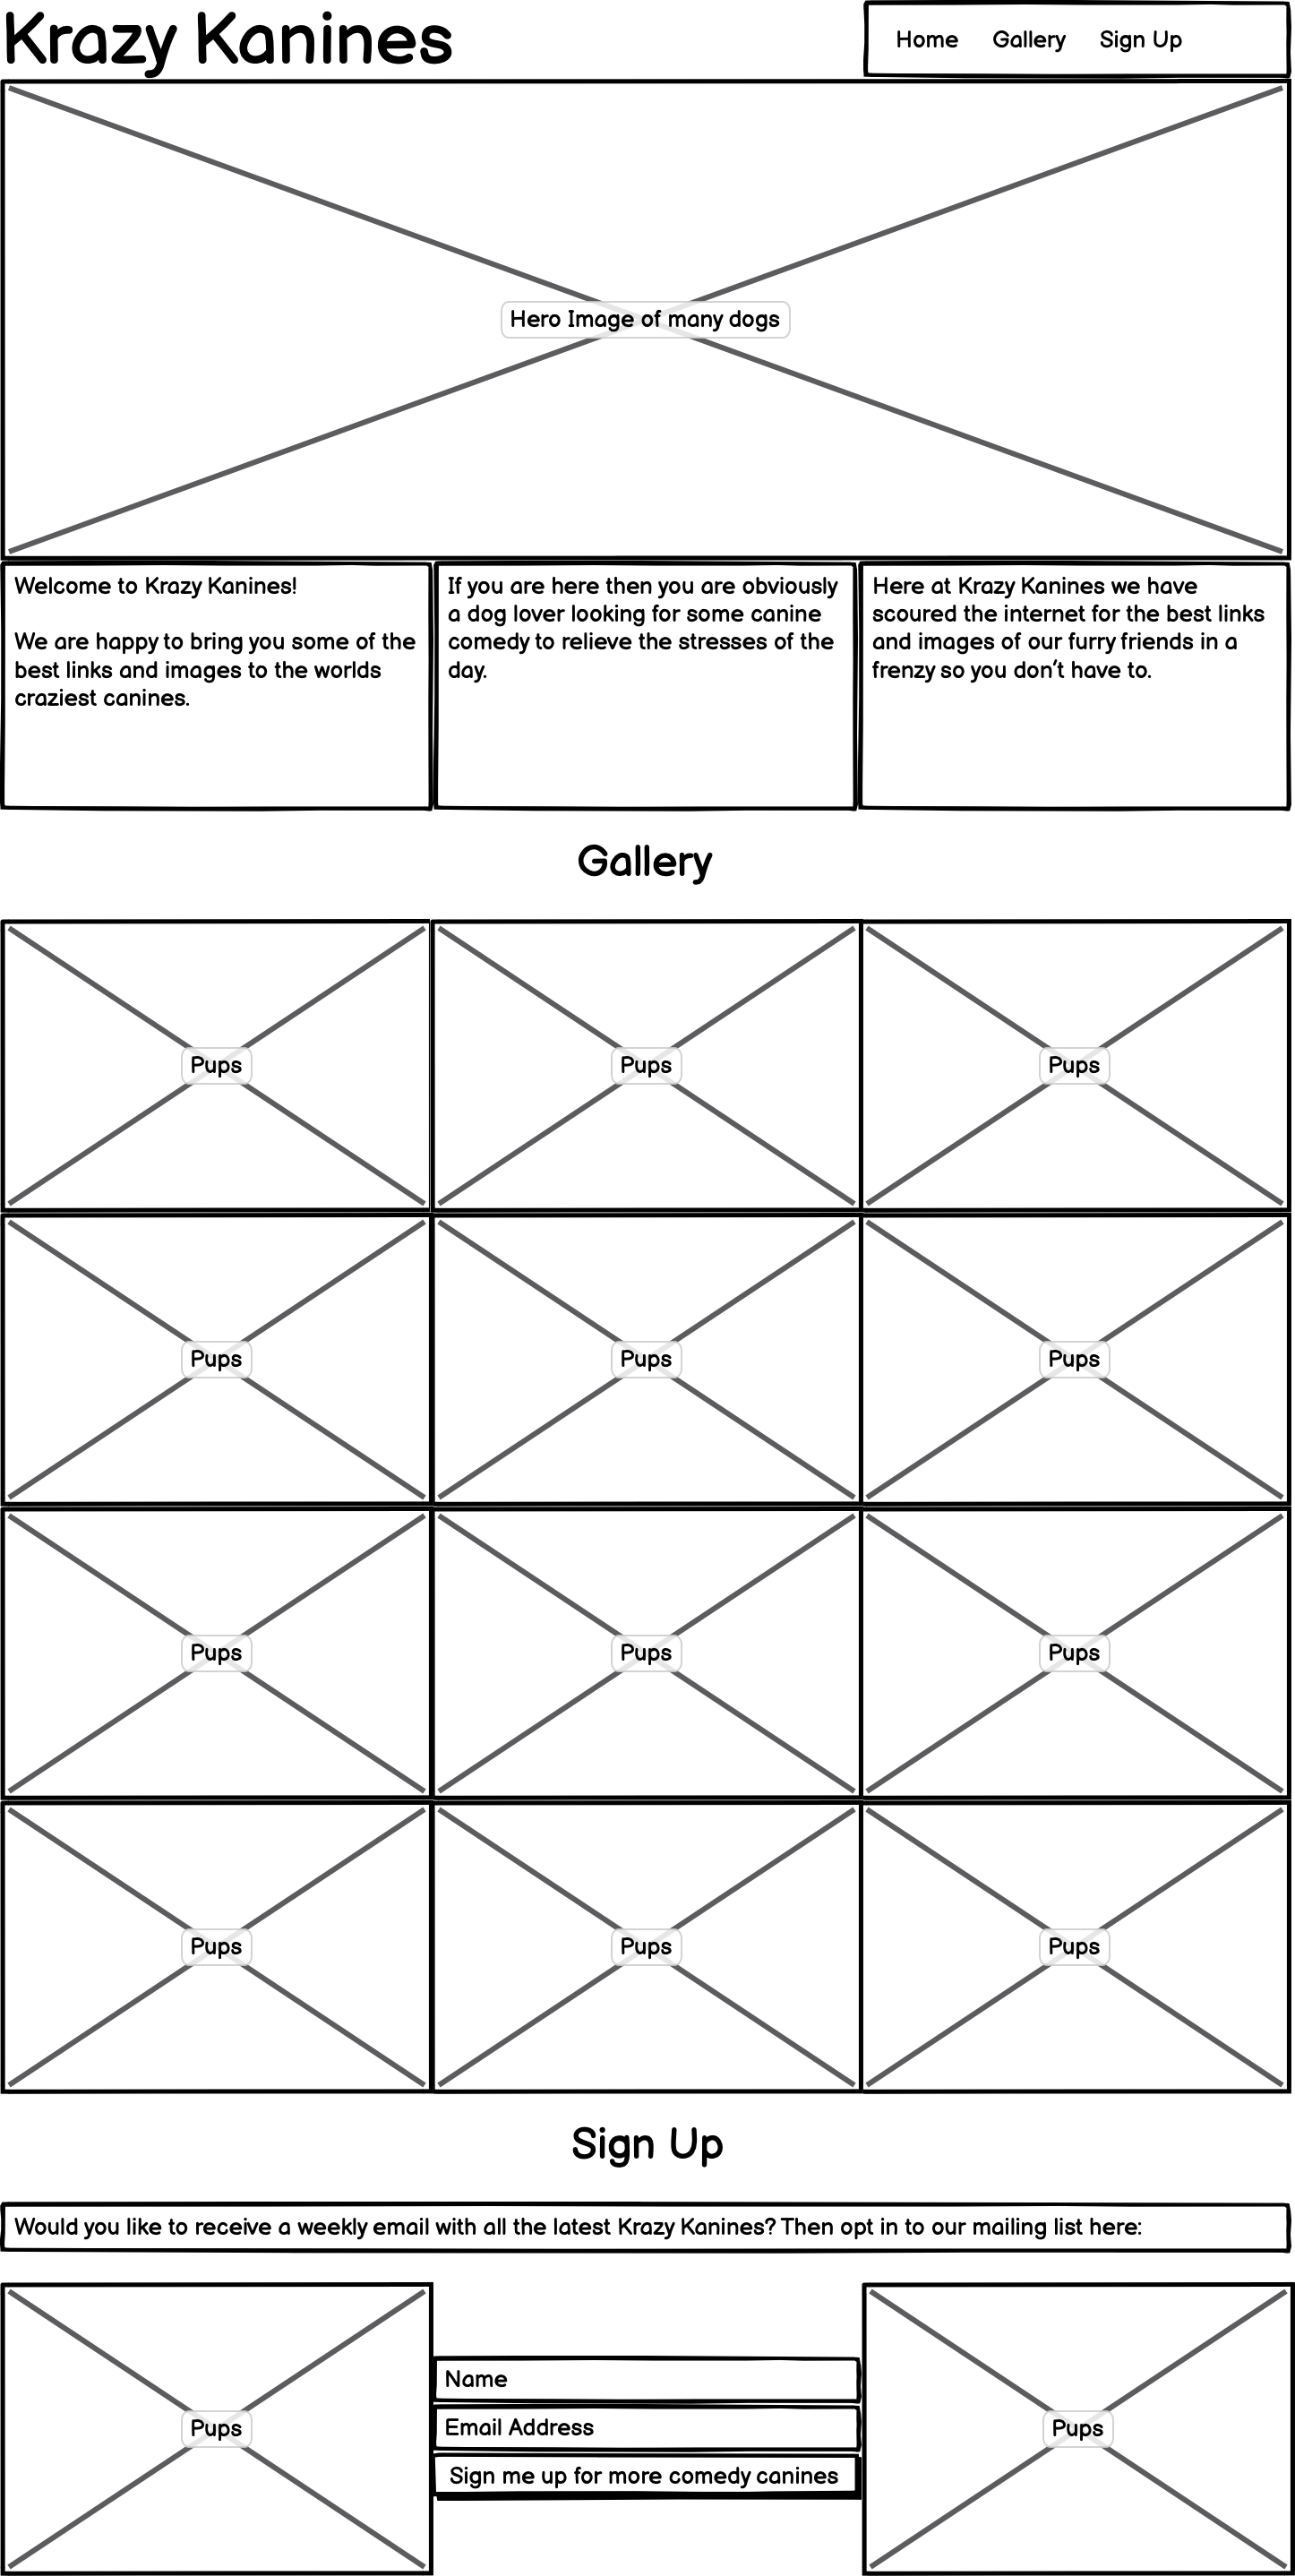 Krazy Kanines
Home Gallery Sign Up
Hero Image of many dogs
Welcome to Krazy Kanines!
We are happy to bring you some of the
best links and images to the worlds
craziest canines.
If you are here then you are obviously
a dog lover looking for some canine
comedy to relieve the stresses of the
day.
Here at Krazy Kanines we have
scoured the internet for the best links
and images of our furry friends in a
frenzy so you don't have to.
Gallery
Pups
Pups
Pups
Pups
Pups
Pups
Pups
Pups
Pups
Pups
Pups
Pups
Sign Up
Would you like to receive a weekly email with all the latest Krazy Kanines? Then opt in to our mailing list here:
Pups
Name
Email Address
Sign me up for more comedy canines
Pups